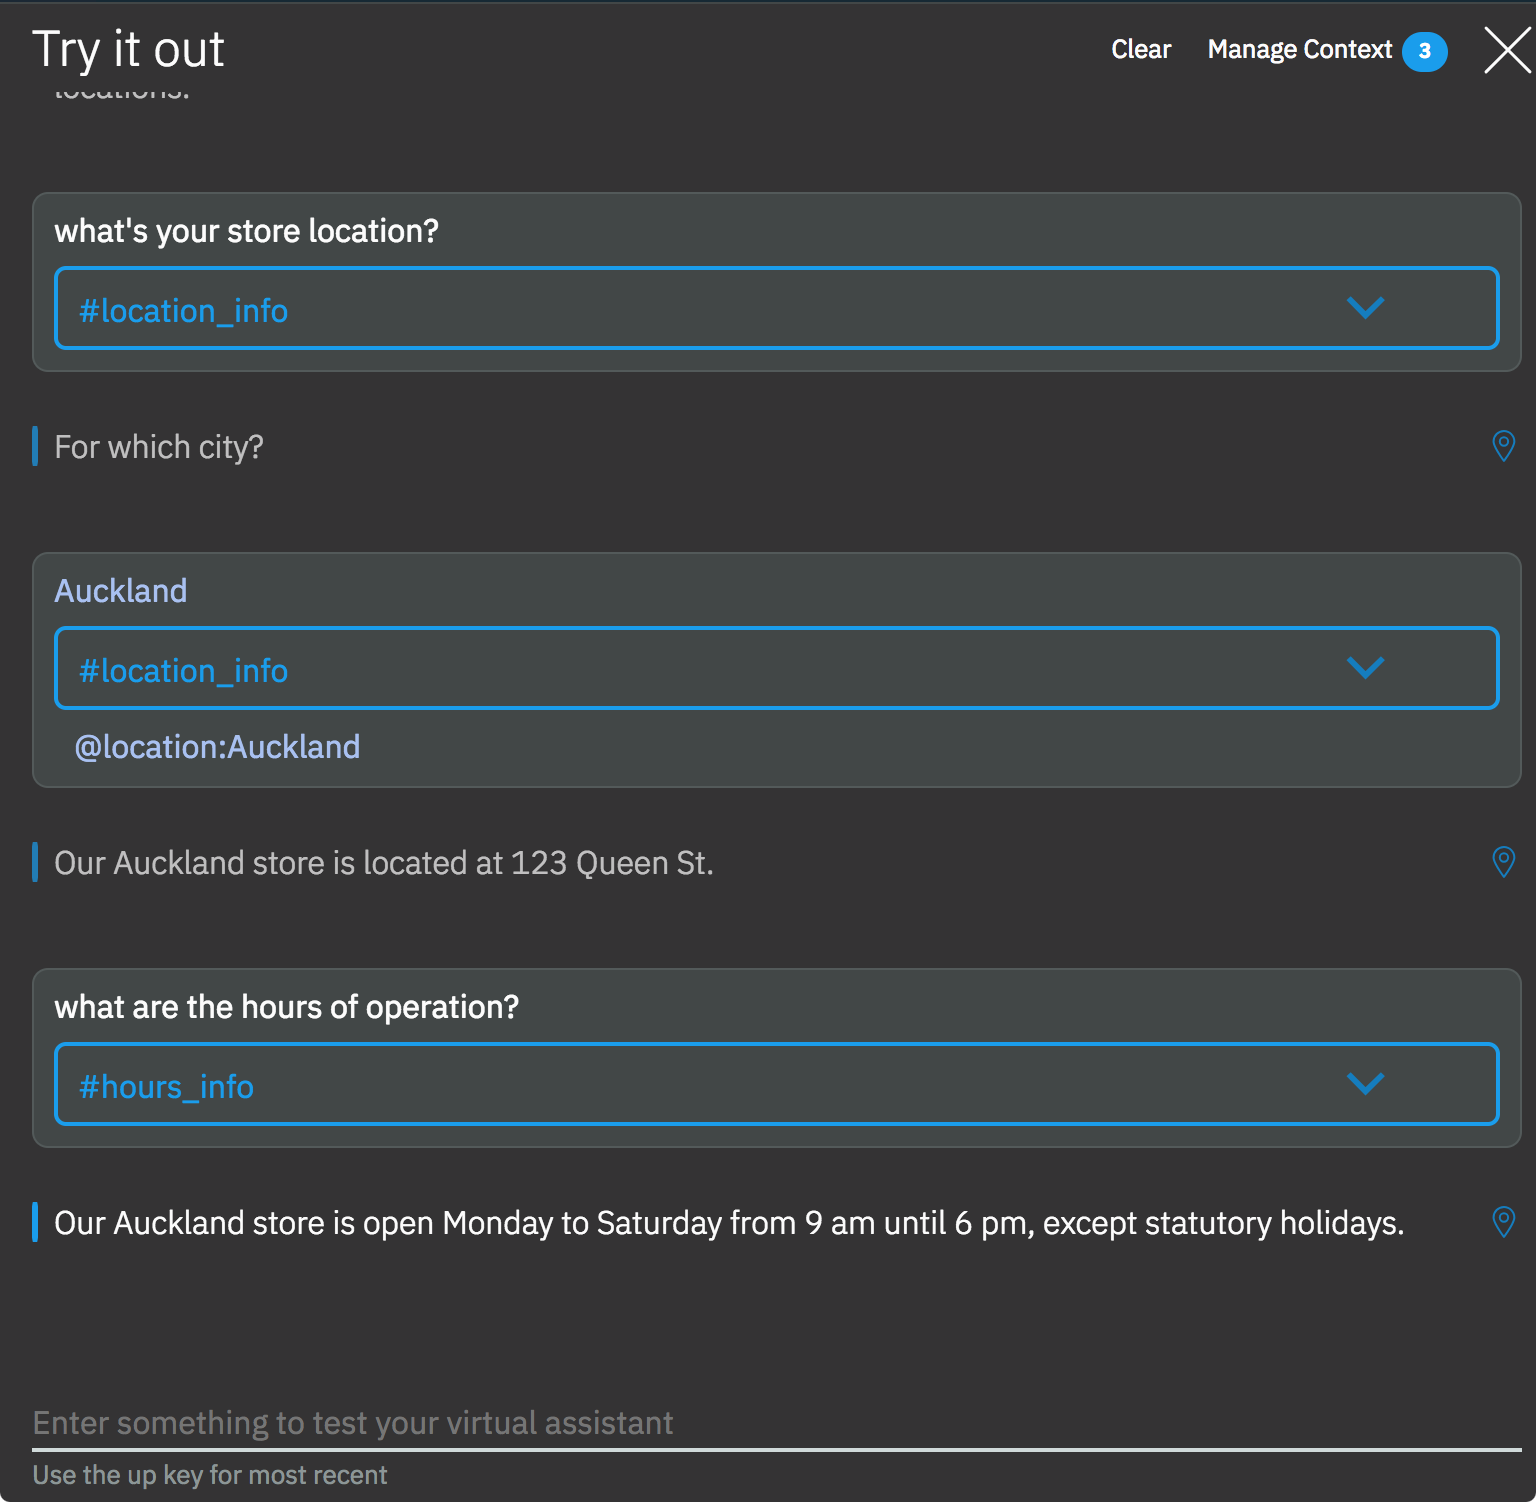 Try it out
Clear
Manage Context 3
locations.
what's your store location?
#location_info
For which city?
Auckland
#location_info
@location:Auckland
Our Auckland store is located at 123 Queen St.
what are the hours of operation?
#hours_info
Our Auckland store is open Monday to Saturday from 9 am until 6 pm, except statutory holidays.
Enter something to test your virtual assistant
Use the up key for most recent